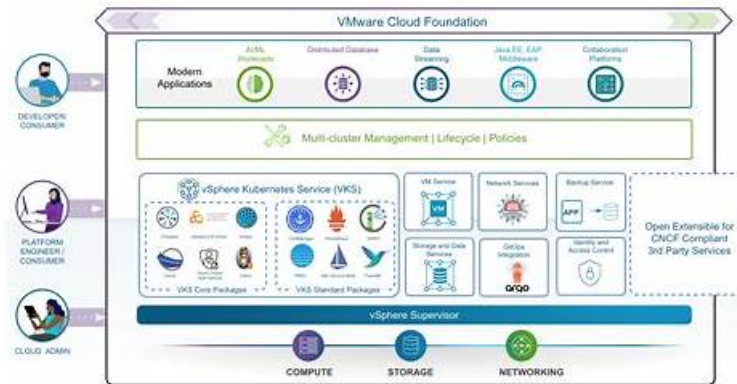 VMware Cloud Foundation
Modern
Applications
AI/ML
Workloads
Distributed Database
Data
Streaming
Java EE, EAP,
Middleware
Collaboration
Platforms
DEVELOPER/
CONSUMER
Multi-cluster Management | Lifecycle | Policies
PLATFORM
ENGINEER /
CONSUMER
vSphere Kubernetes Service (VKS)
VKS Core Packages
VKS Standard Packages
VM Service
VM
Network Services
Backup Service
APP
Storage and Data
Services
GitOps
Integration
argo
Identity and
Access Control
Open Extensible for
CNCF Compliant
3rd Party Services
CLOUD ADMIN
vSphere Supervisor
COMPUTE
STORAGE
NETWORKING